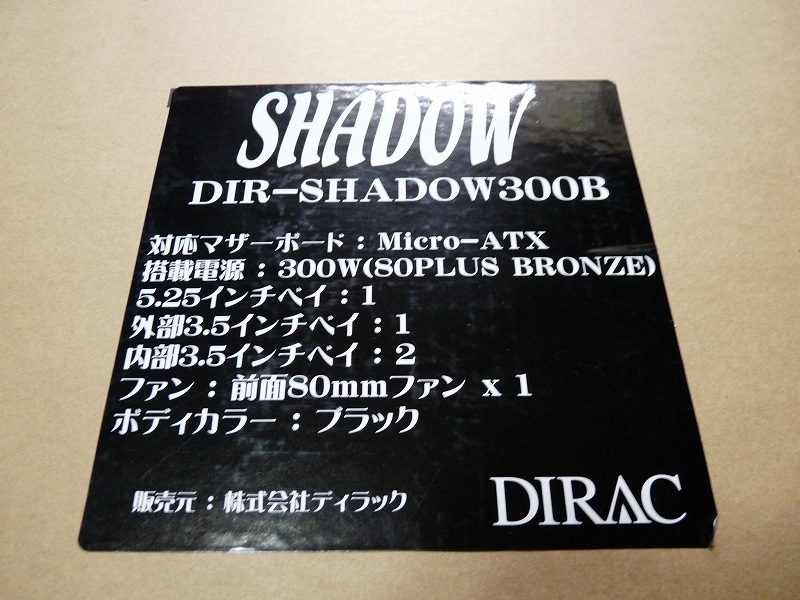 SHADOW
DIR-SHADOW300B
対応マザーボード：Micro-ATX
搭載電源：300W(80PLUS BRONZE)
5.25インチベイ：1
外部3.5インチベイ：1
内部3.5インチベイ：2
ファン：前面80mmファン x 1
ボディカラー：ブラック
販売元：株式会社ディラック
DIRAC